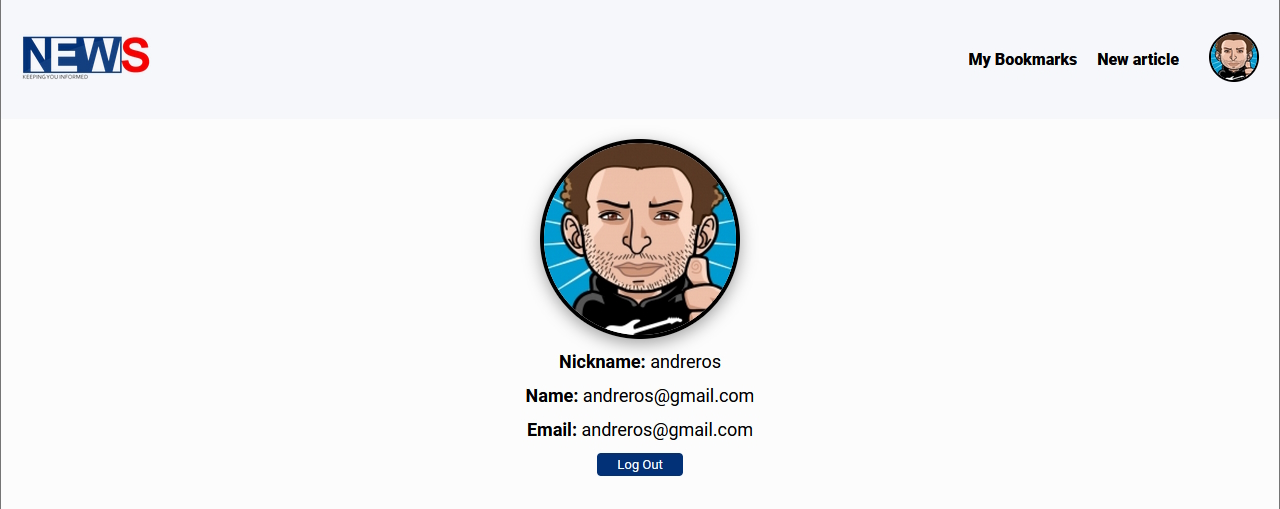 NEWS
KEEPING YOU INFORMED
My Bookmarks
New article
Nickname: andreros
Name: andreros@gmail.com
Email: andreros@gmail.com
Log Out